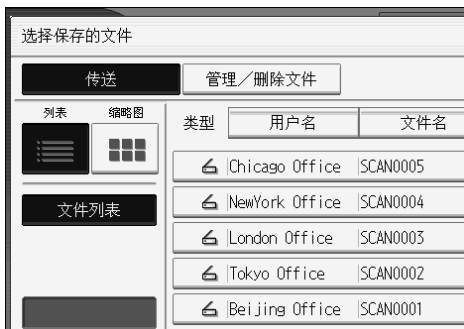 选择保存的文件
传送 管理／删除文件
列表 缩略图
类型 用户名 文件名
文件列表
Chicago Office SCAN0005
NewYork Office SCAN0004
London Office SCAN0003
Tokyo Office SCAN0002
Beijing Office SCAN0001